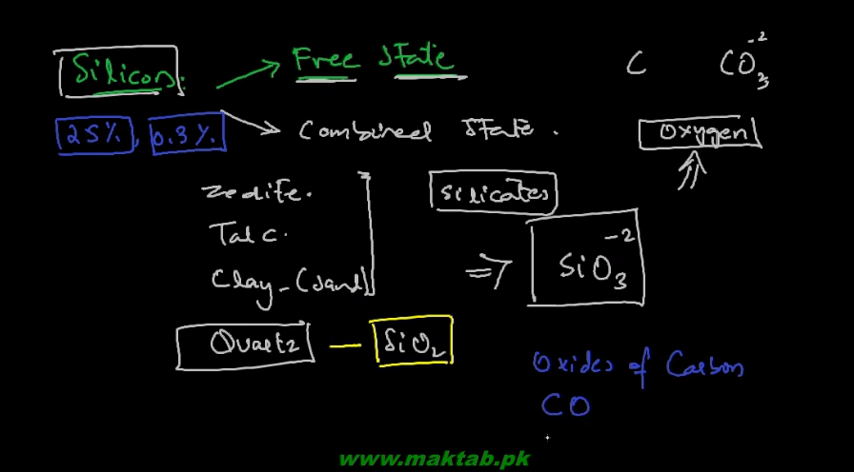 Silicon: → Free State
C CO₃⁻²
25%, 0.3%. → Combined State.
Oxygen
Zeolite.
Silicates
Talc.
Clay-(Sand)
⇒ SiO₃⁻²
Quartz — SiO₂
Oxides of Carbon
CO
www.maktab.pk